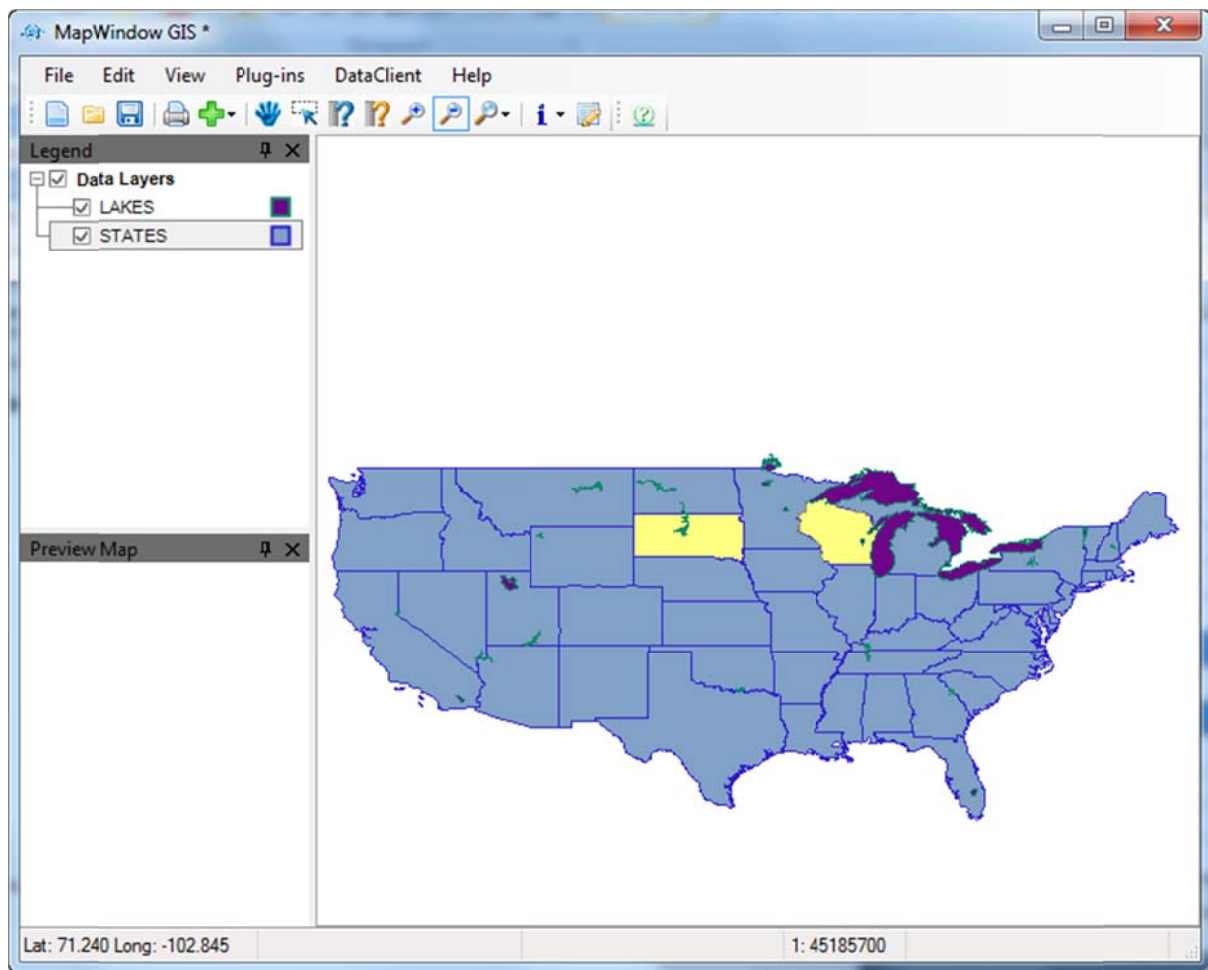 MapWindow GIS *
File Edit View Plug-ins DataClient Help
Legend
Data Layers
LAKES
STATES
Preview Map
Lat: 71.240 Long: -102.845 1: 45185700